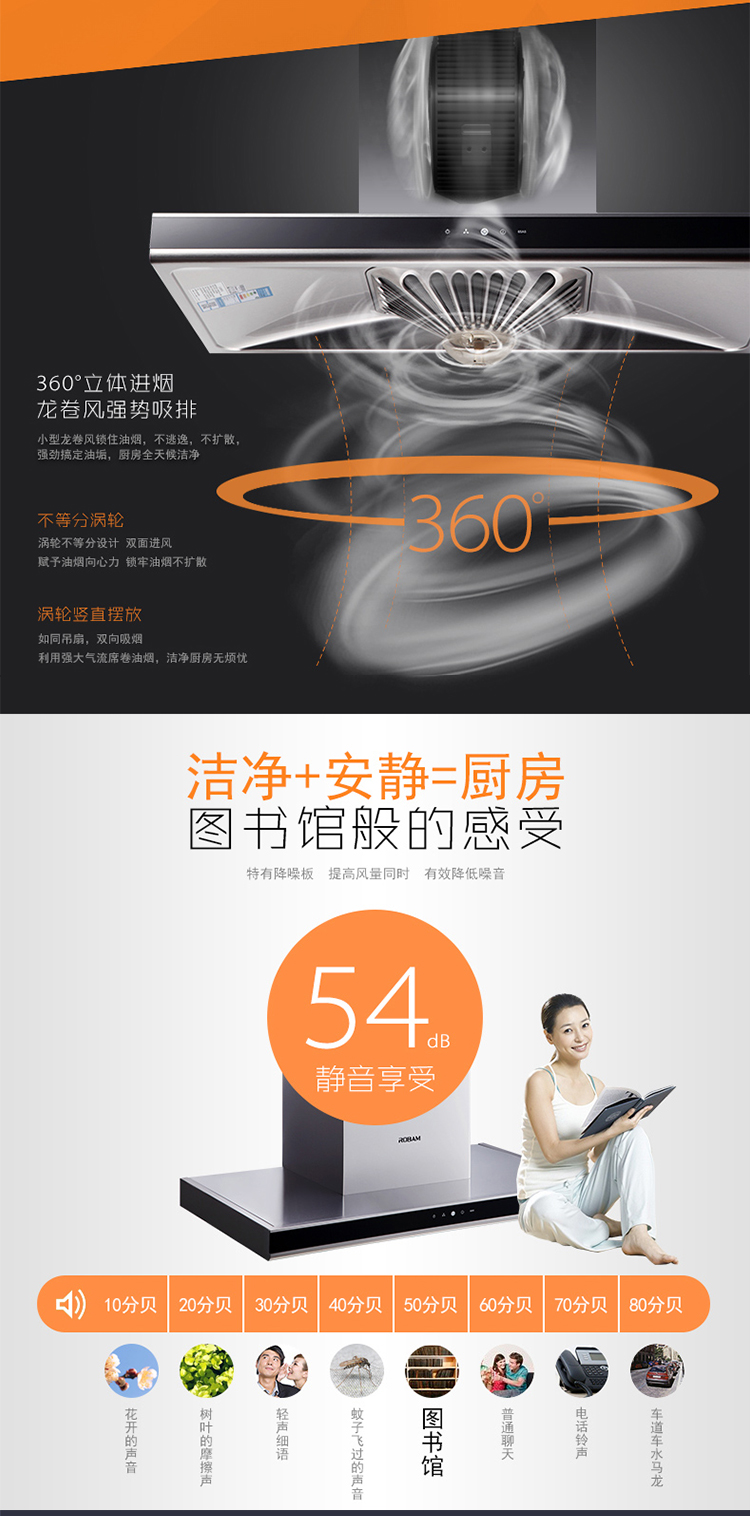 360°立体进烟
龙卷风强势吸排
小型龙卷风锁住油烟，不逃逸，不扩散，
强劲搞定油垢，厨房全天候洁净
360°
不等分涡轮
涡轮不等分设计 双面进风
赋予油烟向心力 锁牢油烟不扩散
涡轮竖直摆放
如同吊扇，双向吸烟
利用强大气流席卷油烟，洁净厨房无烦忧
洁净+安静=厨房
图书馆般的感受
特有降噪板 提高风量同时 有效降低噪音
54dB
静音享受
ROBAM
10分贝 20分贝 30分贝 40分贝 50分贝 60分贝 70分贝 80分贝
花开的声音
树叶的摩擦声
轻声细语
蚊子飞过的声音
图书馆
普通聊天
电话铃声
车道车水马龙